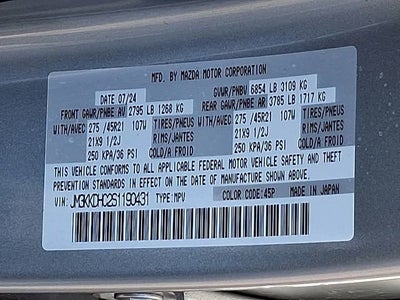 MFD. BY MAZDA MOTOR CORPORATION
DATE 07/24 GVWR/PNBV 6854 LB 3109 KG
FRONT GAWR/PNBE AV 2795 LB 1268 KG REAR GAWR/PNBE AR 3785 LB 1717 KG
WITH/AVEC 275 /45R21 107W TIRES/PNEUS WITH/AVEC 275 /45R21 107W TIRES/PNEUS
21X9 1/2J RIMS/JANTES 21X9 1/2J RIMS/JANTES
250 KPA/36 PSI COLD/A FROID 250 KPA/36 PSI COLD/A FROID
THIS VEHICLE CONFORMS TO ALL APPLICABLE FEDERAL MOTOR VEHICLE SAFETY AND THEFT
PREVENTION STANDARDS IN EFFECT ON THE DATE OF MANUFACTURE SHOWN ABOVE.
VIN: JM3KKDHC2S1190431 TYPE:MPV COLOR CODE:45P MADE IN JAPAN